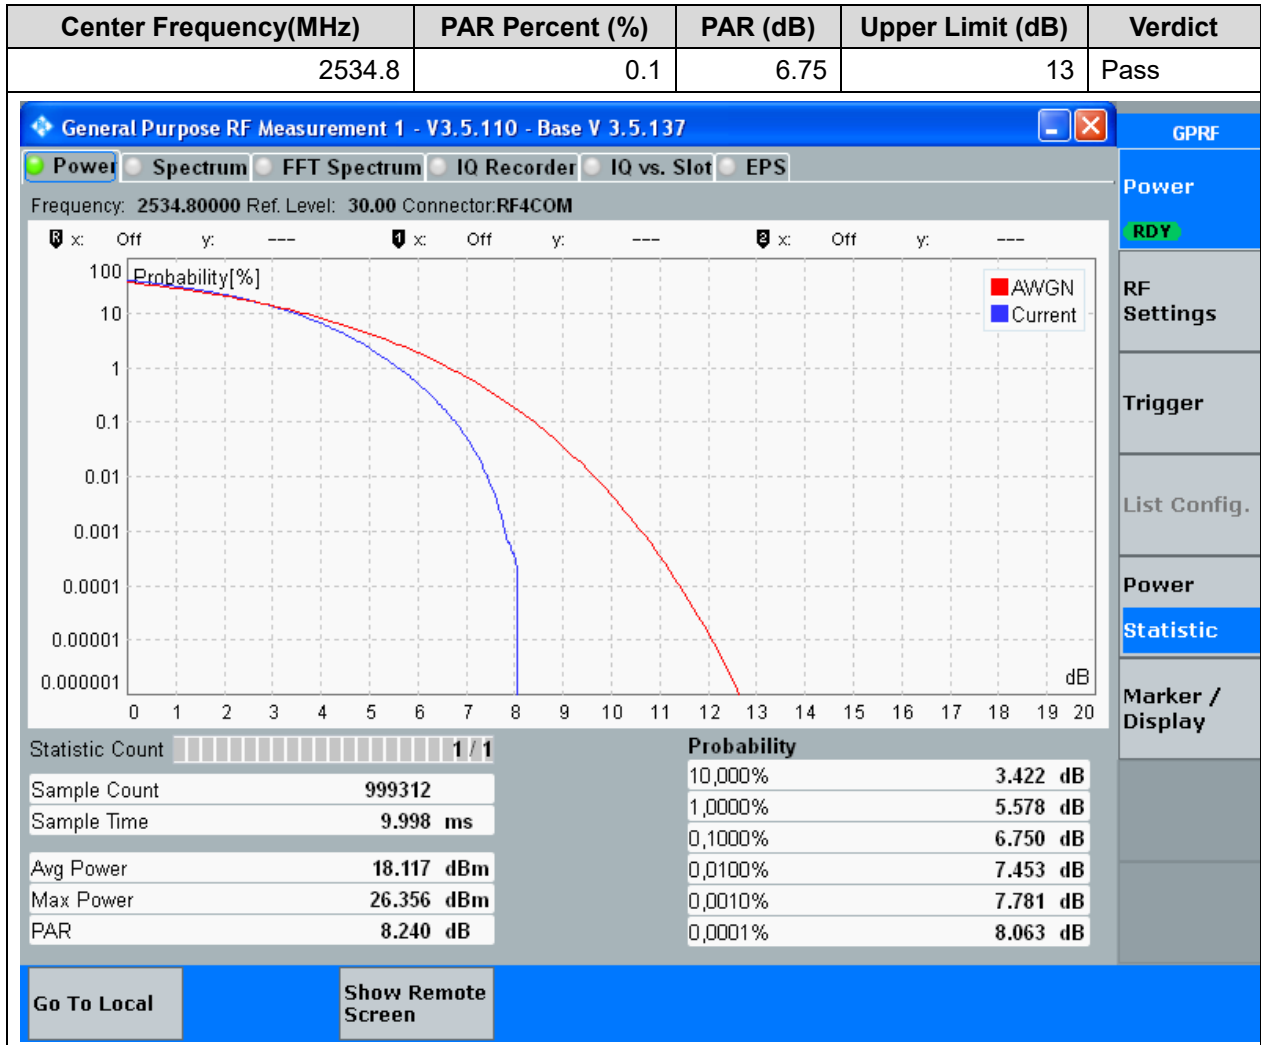 Center Frequency(MHz) PAR Percent (%) PAR (dB) Upper Limit (dB) Verdict
2534.8 0.1 6.75 13 Pass
General Purpose RF Measurement 1 - V3.5.110 - Base V 3.5.137
GPRF
Power Spectrum FFT Spectrum IQ Recorder IQ vs. Slot EPS
Frequency: 2534.80000 Ref. Level: 30.00 Connector:RF4COM
R x: Off y: --- 1 x: Off y: --- 2 x: Off y: ---
Probability[%]
AWGN
Current
100
10
1
0.1
0.01
0.001
0.0001
0.00001
0.000001
dB
0 1 2 3 4 5 6 7 8 9 10 11 12 13 14 15 16 17 18 19 20
Power
RDY
RF
Settings
Trigger
List Config.
Power
Statistic
Marker /
Display
Statistic Count 1 / 1
Sample Count 999312
Sample Time 9.998 ms
Avg Power 18.117 dBm
Max Power 26.356 dBm
PAR 8.240 dB
Probability
10,000% 3.422 dB
1,0000% 5.578 dB
0,1000% 6.750 dB
0,0100% 7.453 dB
0,0010% 7.781 dB
0,0001% 8.063 dB
Go To Local
Show Remote
Screen